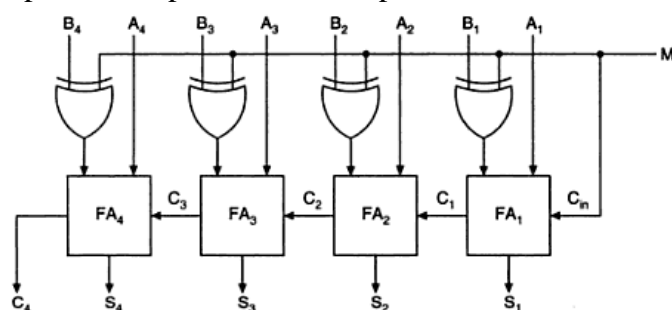 B₄ A₄ B₃ A₃ B₂ A₂ B₁ A₁
M
C₃ C₂ C₁ Cᵢₙ
FA₄ FA₃ FA₂ FA₁
C₄ S₄ S₃ S₂ S₁